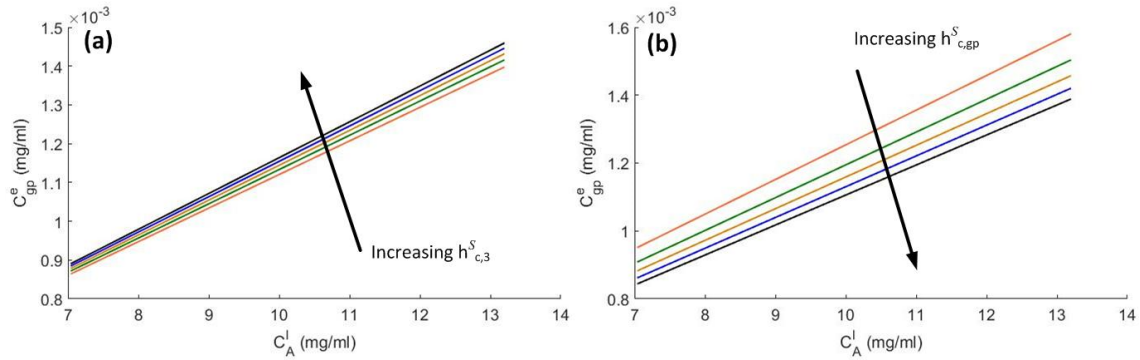 ×10⁻³
(a)
1.5
1.4
1.3
1.2
1.1
1
0.9
0.8
C^e_gp (mg/ml)
Increasing h^S_c,3
7 8 9 10 11 12 13 14
C^l_A (mg/ml)
×10⁻³
(b)
1.6
1.4
1.2
1
0.8
C^e_gp (mg/ml)
Increasing h^S_c,gp
7 8 9 10 11 12 13 14
C^l_A (mg/ml)